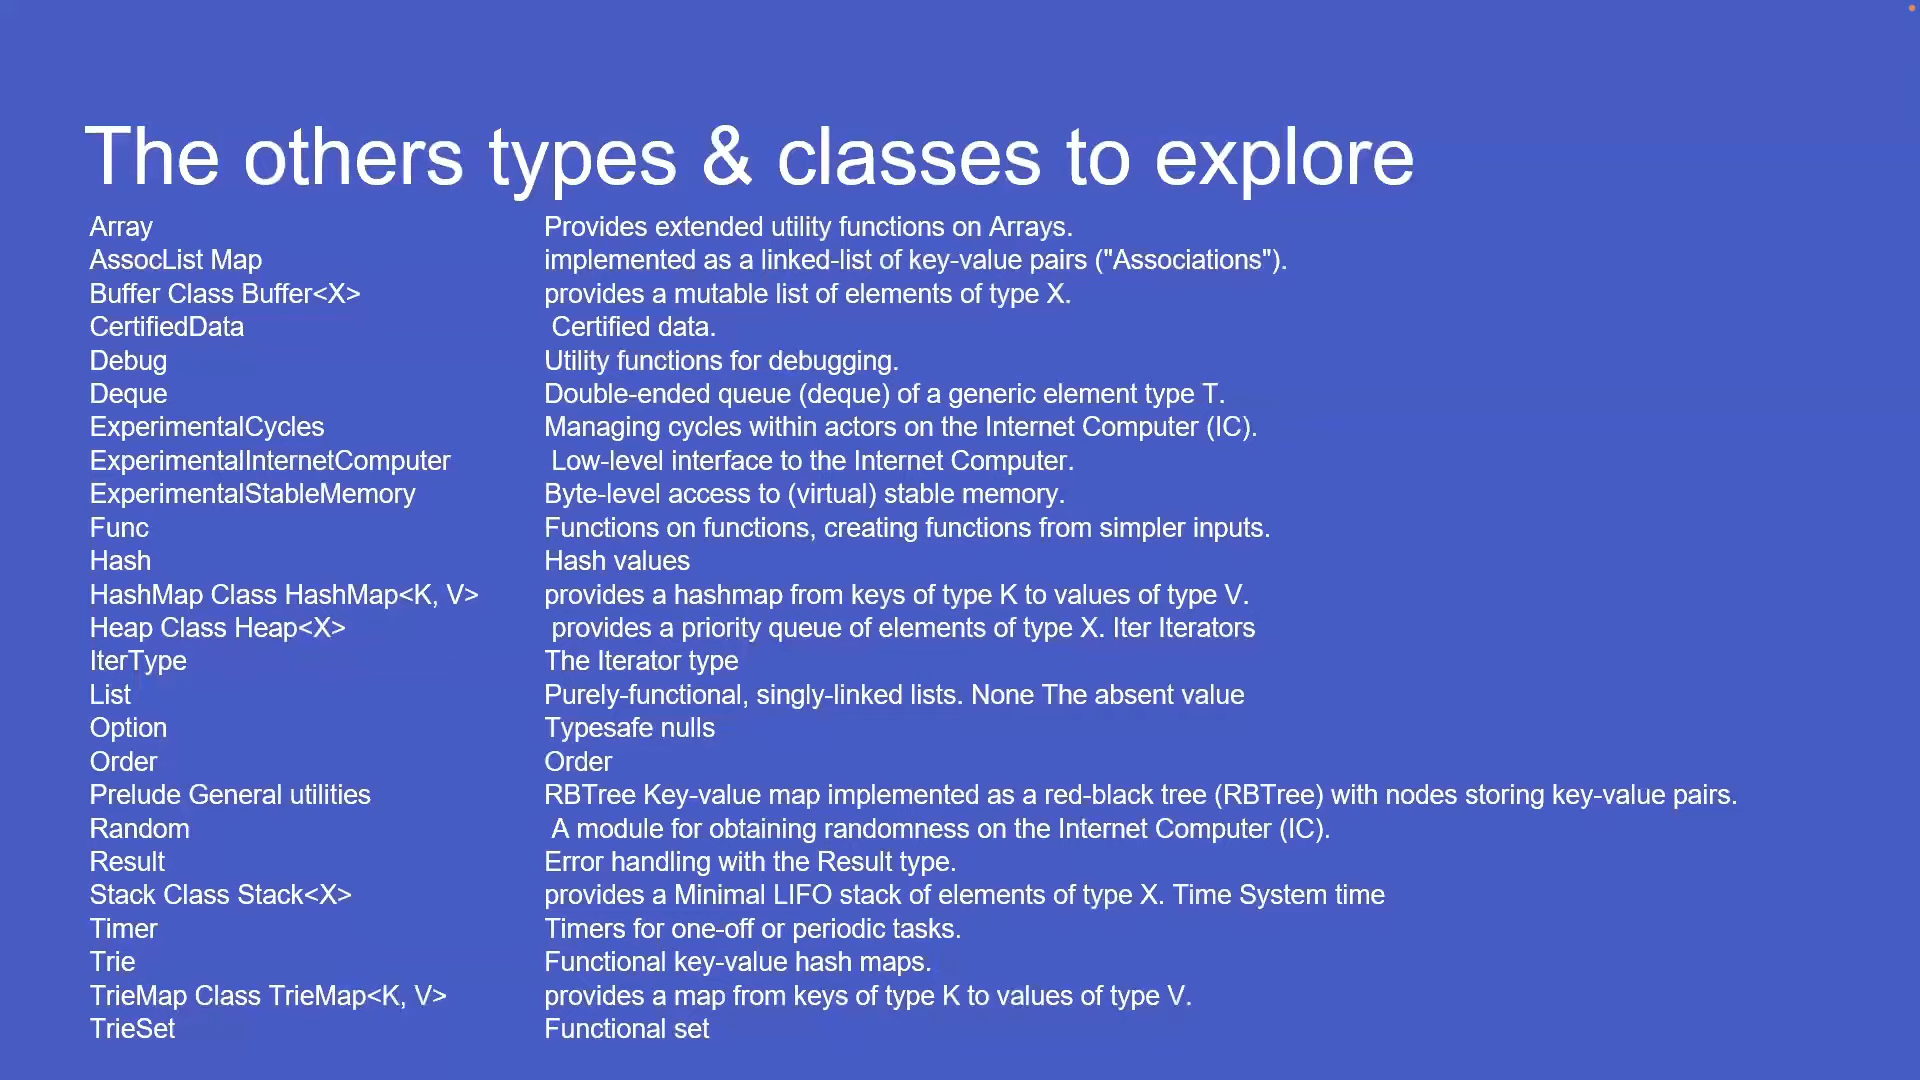 The others types & classes to explore
Array Provides extended utility functions on Arrays.
AssocList Map implemented as a linked-list of key-value pairs ("Associations").
Buffer Class Buffer<X> provides a mutable list of elements of type X.
CertifiedData Certified data.
Debug Utility functions for debugging.
Deque Double-ended queue (deque) of a generic element type T.
ExperimentalCycles Managing cycles within actors on the Internet Computer (IC).
ExperimentalInternetComputer Low-level interface to the Internet Computer.
ExperimentalStableMemory Byte-level access to (virtual) stable memory.
Func Functions on functions, creating functions from simpler inputs.
Hash Hash values
HashMap Class HashMap<K, V> provides a hashmap from keys of type K to values of type V.
Heap Class Heap<X> provides a priority queue of elements of type X. Iter Iterators
IterType The Iterator type
List Purely-functional, singly-linked lists. None The absent value
Option Typesafe nulls
Order Order
Prelude General utilities RBTree Key-value map implemented as a red-black tree (RBTree) with nodes storing key-value pairs.
Random A module for obtaining randomness on the Internet Computer (IC).
Result Error handling with the Result type.
Stack Class Stack<X> provides a Minimal LIFO stack of elements of type X. Time System time
Timer Timers for one-off or periodic tasks.
Trie Functional key-value hash maps.
TrieMap Class TrieMap<K, V> provides a map from keys of type K to values of type V.
TrieSet Functional set